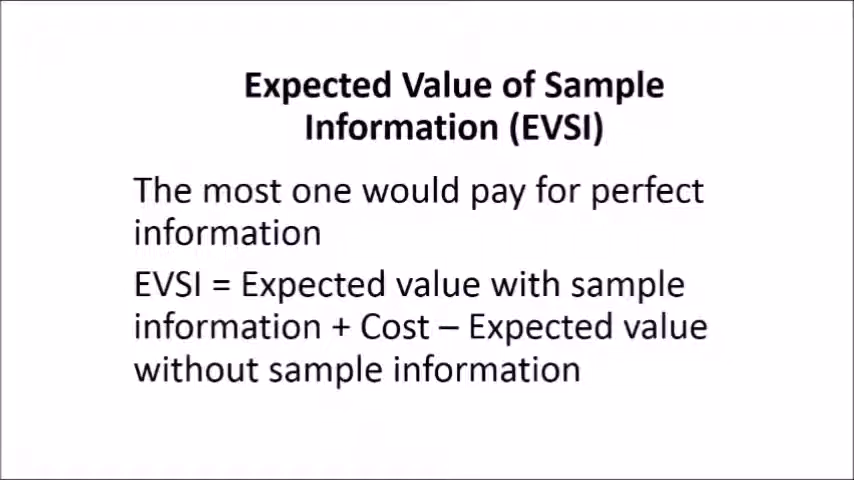 Expected Value of Sample
Information (EVSI)
The most one would pay for perfect
information
EVSI = Expected value with sample
information + Cost – Expected value
without sample information